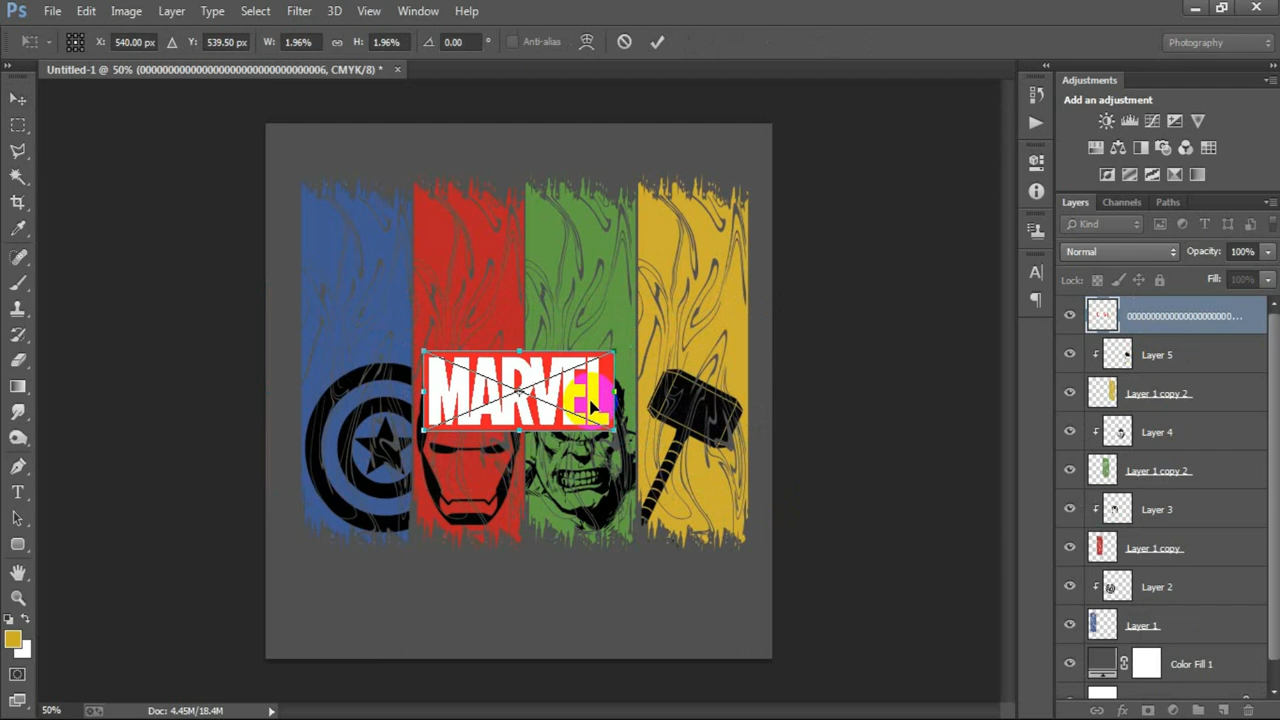 Ps File Edit Image Layer Type Select Filter 3D View Window Help
X: 540.00 px Y: 539.50 px W: 1.96% H: 1.96% 0.00 ° Anti-alias Photography
Untitled-1 @ 50% (00000000000000000000000000000006, CMYK/8) * ×
Adjustments
Add an adjustment
Layers Channels Paths
Kind
Normal Opacity: 100%
Lock: Fill: 100%
00000000000000000000...
Layer 5
Layer 1 copy 2
Layer 4
Layer 1 copy 2
Layer 3
Layer 1 copy
Layer 2
Layer 1
Color Fill 1
MARVEL
50% Doc: 4.45M/18.4M